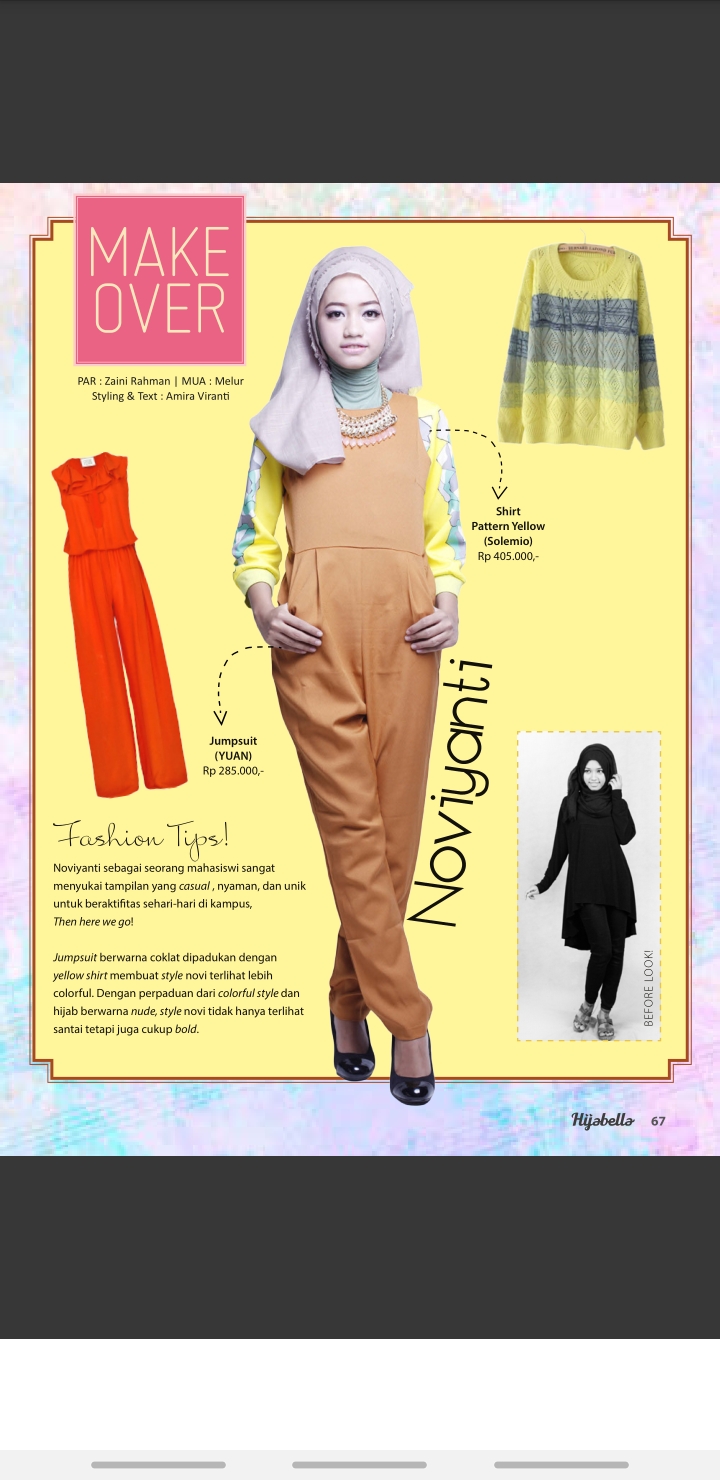 MAKE
OVER
PAR : Zaini Rahman | MUA : Melur
Styling & Text : Amira Viranti
Shirt
Pattern Yellow
(Solemio)
Rp 405.000,-
Jumpsuit
(YUAN)
Rp 285.000,-
Noviyanti
Fashion Tips!
Noviyanti sebagai seorang mahasiswi sangat
menyukai tampilan yang casual , nyaman, dan unik
untuk beraktifitas sehari-hari di kampus,
Then here we go!
Jumpsuit berwarna coklat dipadukan dengan
yellow shirt membuat style novi terlihat lebih
colorful. Dengan perpaduan dari colorful style dan
hijab berwarna nude, style novi tidak hanya terlihat
santai tetapi juga cukup bold.
BEFORE LOOK!
Hijabella 67